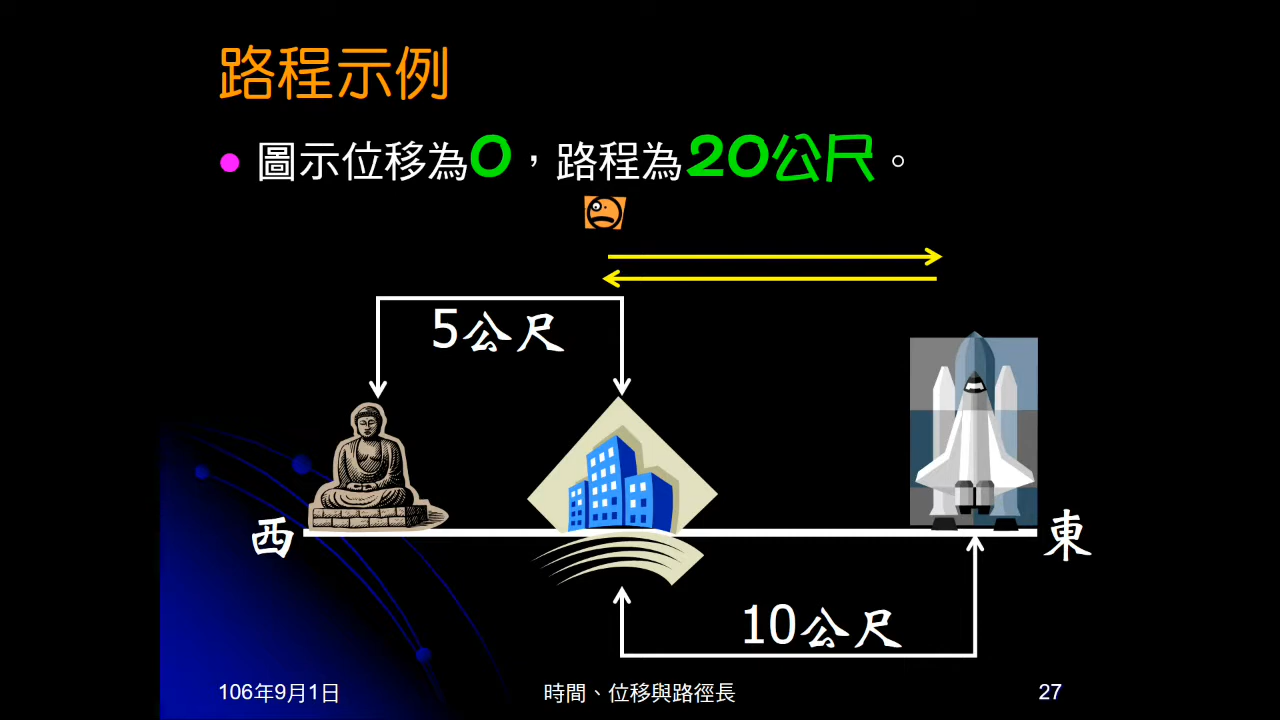 路程示例
圖示位移為0，路程為20公尺。
5公尺
西
東
10公尺
106年9月1日
時間、位移與路徑長
27